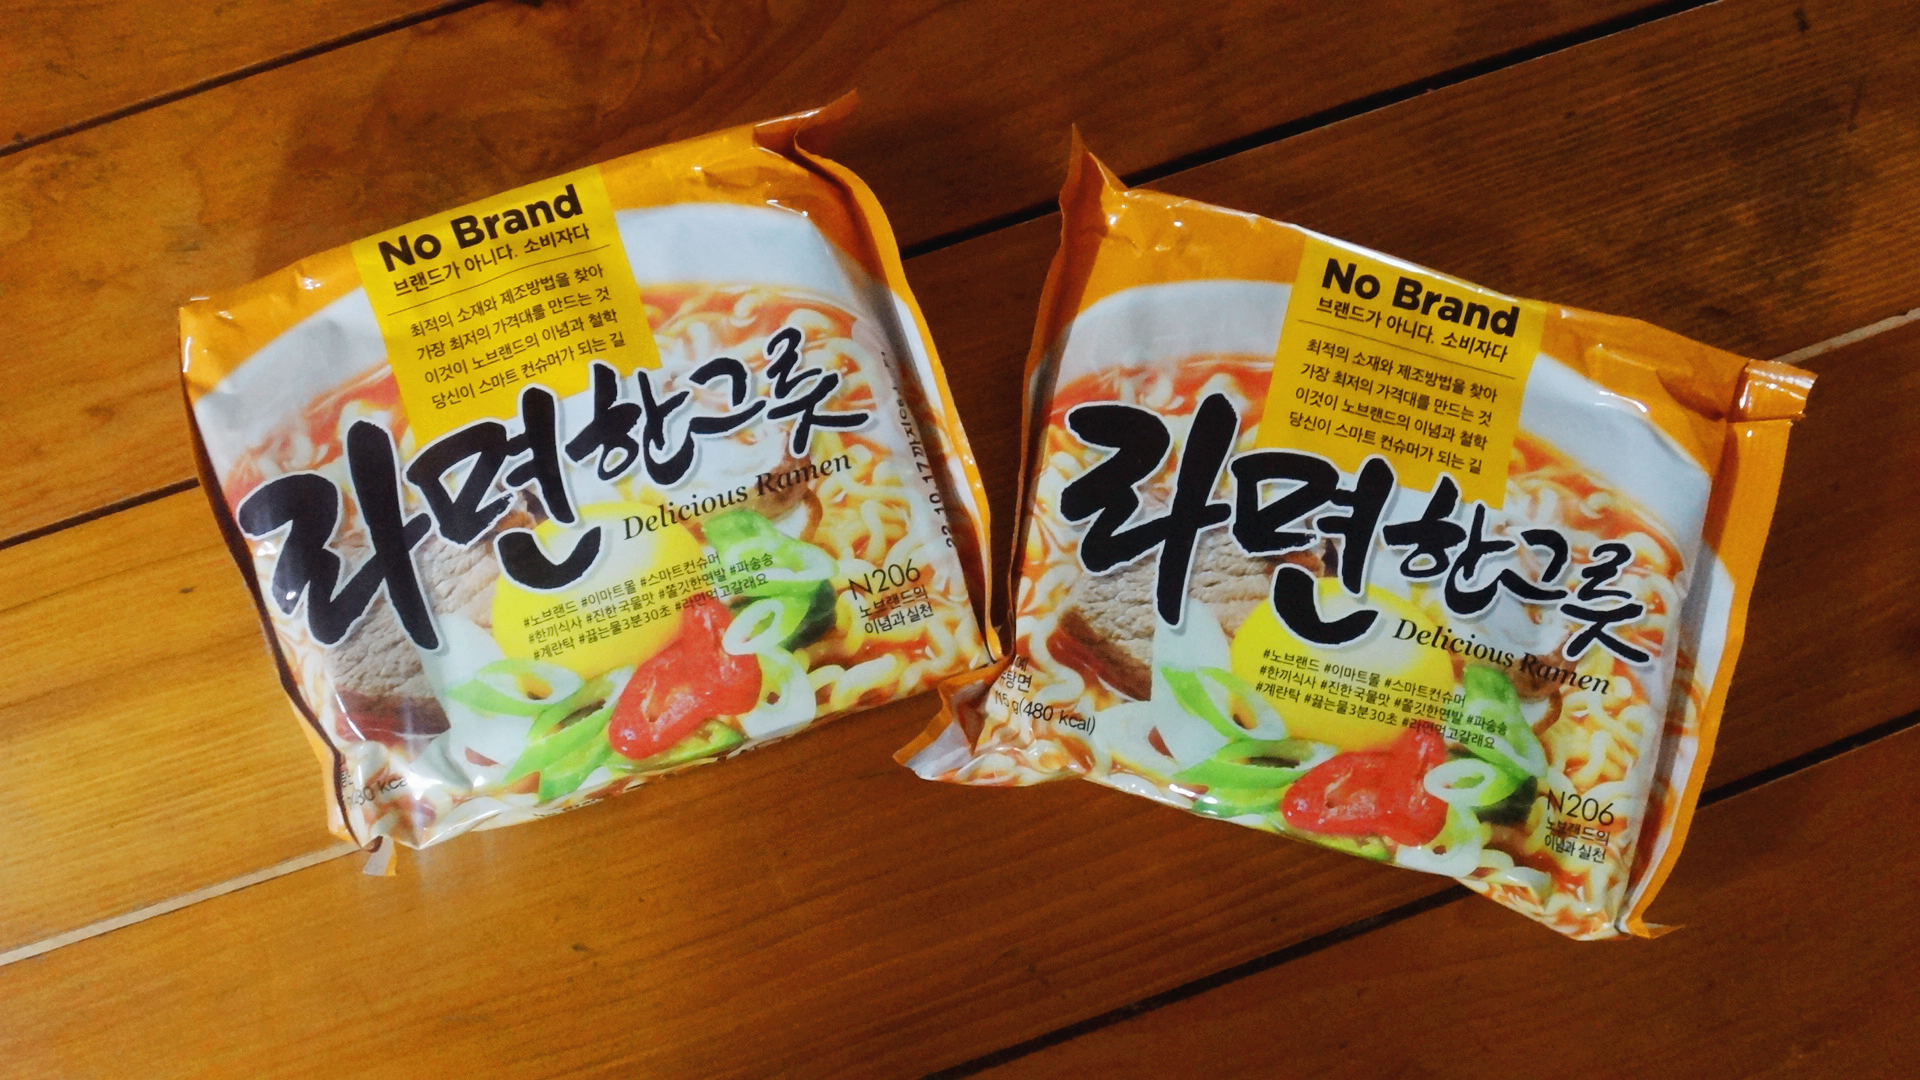 No Brand
브랜드가 아니다. 소비자다
최적의 소재와 제조방법을 찾아
가장 최저의 가격대를 만드는 것
이것이 노브랜드의 이념과 철학
당신이 스마트 컨슈머가 되는 길
라면한그릇
Delicious Ramen
#노브랜드 #이마트몰 #스마트컨슈머
#한끼식사 #진한국물맛 #쫄깃한면발 #파송송
#계란탁 #끓는물3분30초 #라면먹고갈래요
N206
노브랜드의
이념과 실천
22.10.17까지
No Brand
브랜드가 아니다. 소비자다
최적의 소재와 제조방법을 찾아
가장 최저의 가격대를 만드는 것
이것이 노브랜드의 이념과 철학
당신이 스마트 컨슈머가 되는 길
라면한그릇
Delicious Ramen
#노브랜드 #이마트몰 #스마트컨슈머
#한끼식사 #진한국물맛 #쫄깃한면발 #파송송
#계란탁 #끓는물3분30초 #라면먹고갈래요
115 g(480 kcal)
N206
노브랜드의
이념과 실천